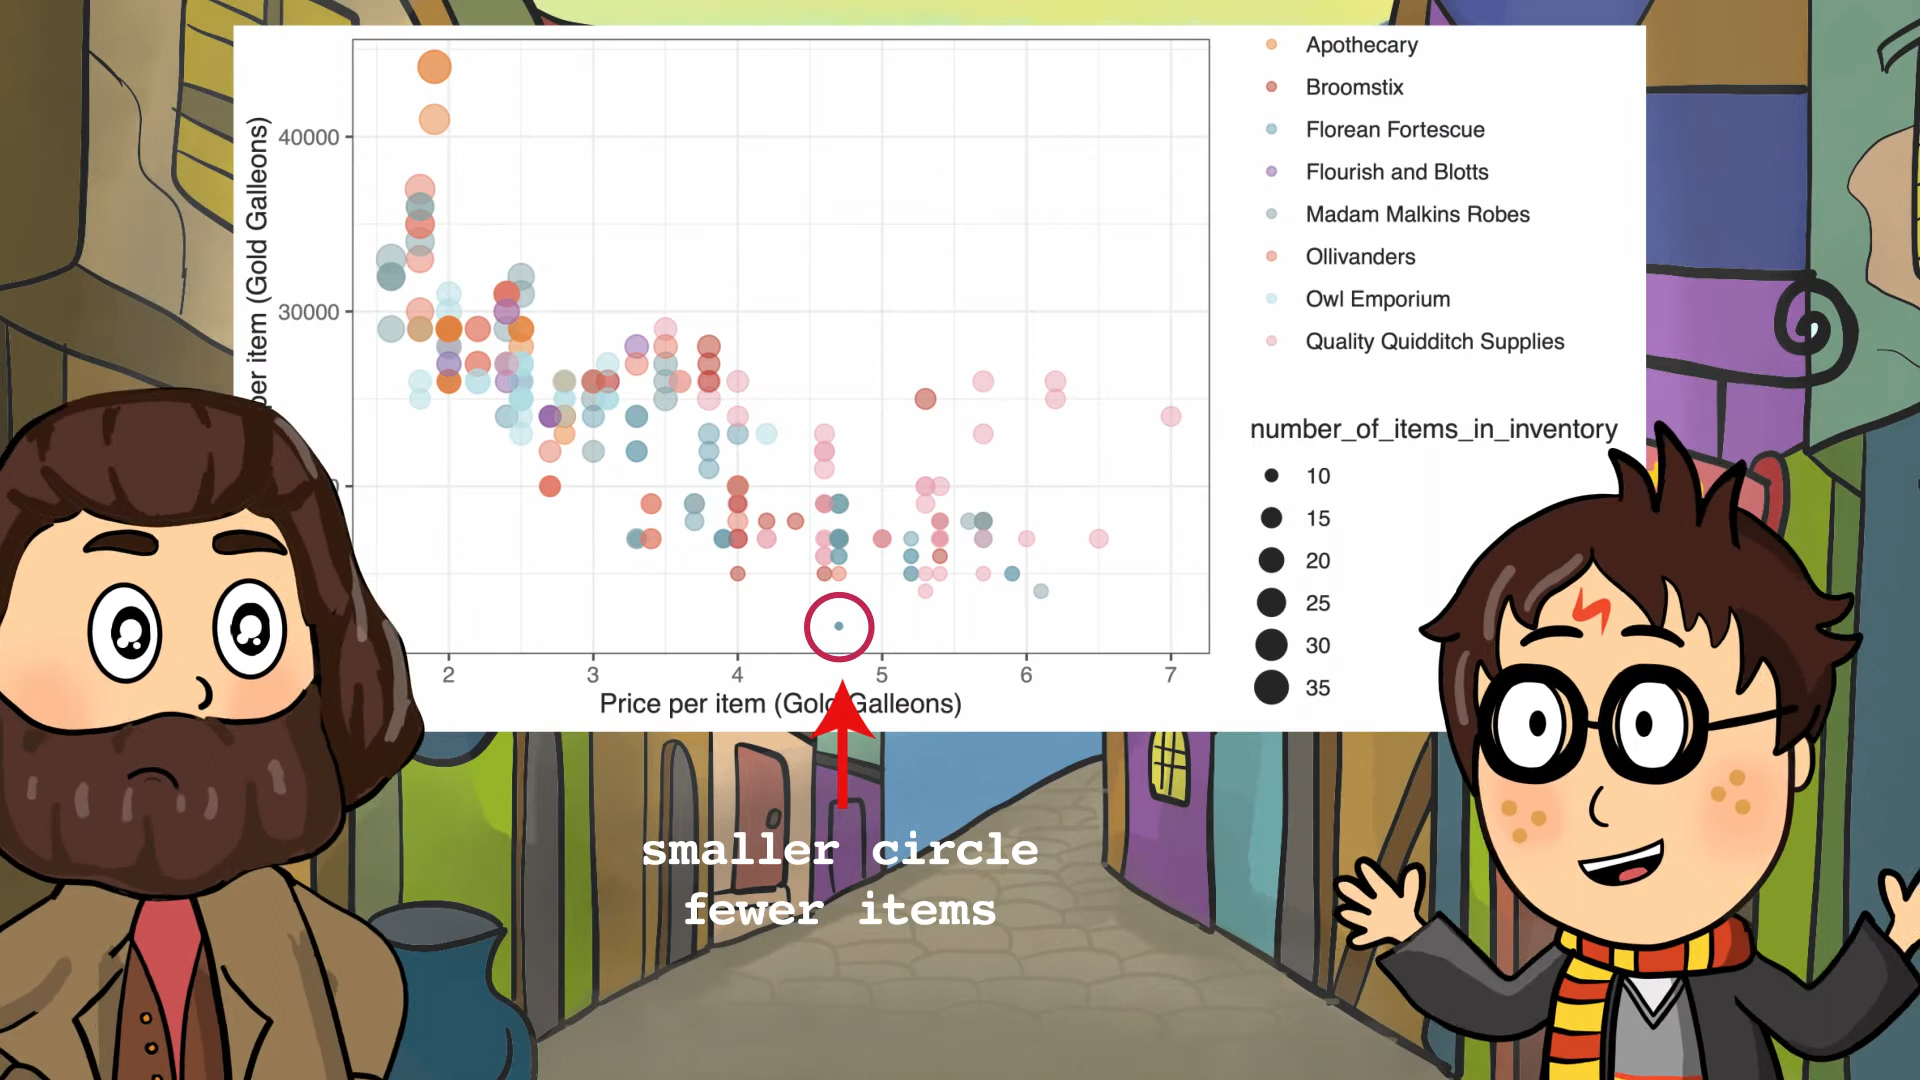 per item (Gold Galleons)
40000
30000
0
2
3
4
5
6
7
Price per item (Gold Galleons)
Apothecary
Broomstix
Florean Fortescue
Flourish and Blotts
Madam Malkins Robes
Ollivanders
Owl Emporium
Quality Quidditch Supplies
number_of_items_in_inventory
10
15
20
25
30
35
smaller circle
fewer items